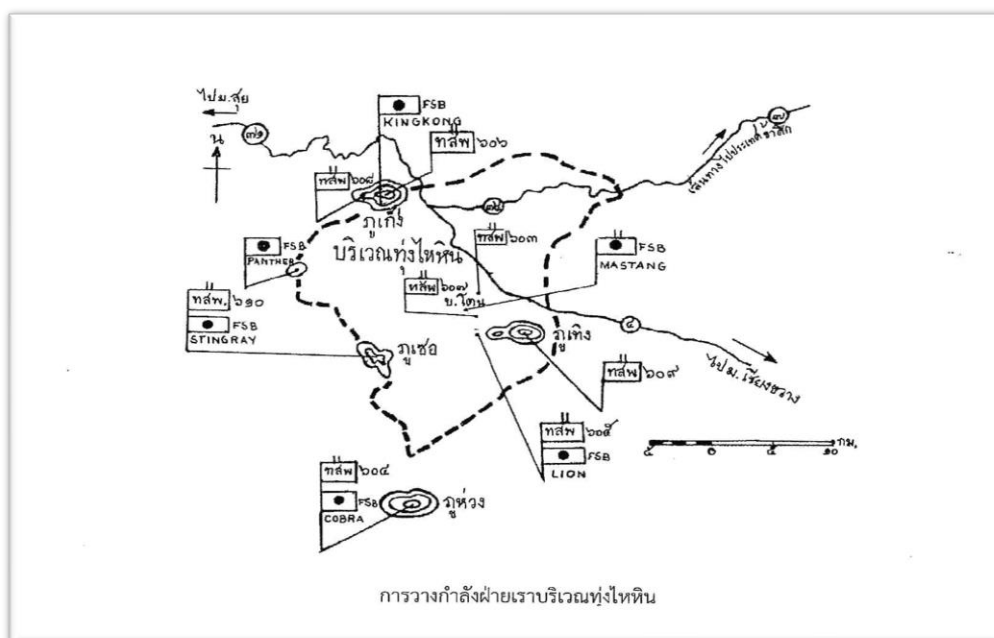 ไปม.สุย
น
๗๑
FSB
KINGKONG
ทสพ ๖๐๖
ทสพ ๖๐๘
ภูเก็ง
บริเวณทุ่งไหหิน
FSB
PANTHER
ทสพ. ๖๑๐
FSB
STINGRAY
ภูเซอ
ทสพ ๖๐๓
ทสพ ๖๐๗
บ.โตน
FSB
MASTANG
ภูเทิง
ทสพ ๖๐๙
๗
๔
ไปม.เชียงขวาง
ทสพ ๖๐๕
FSB
LION
ทสพ ๖๐๔
FSB
COBRA
ภูห่วง
กม.
๕ ๐ ๕ ๑๐
การวางกำลังฝ่ายเราบริเวณทุ่งไหหิน